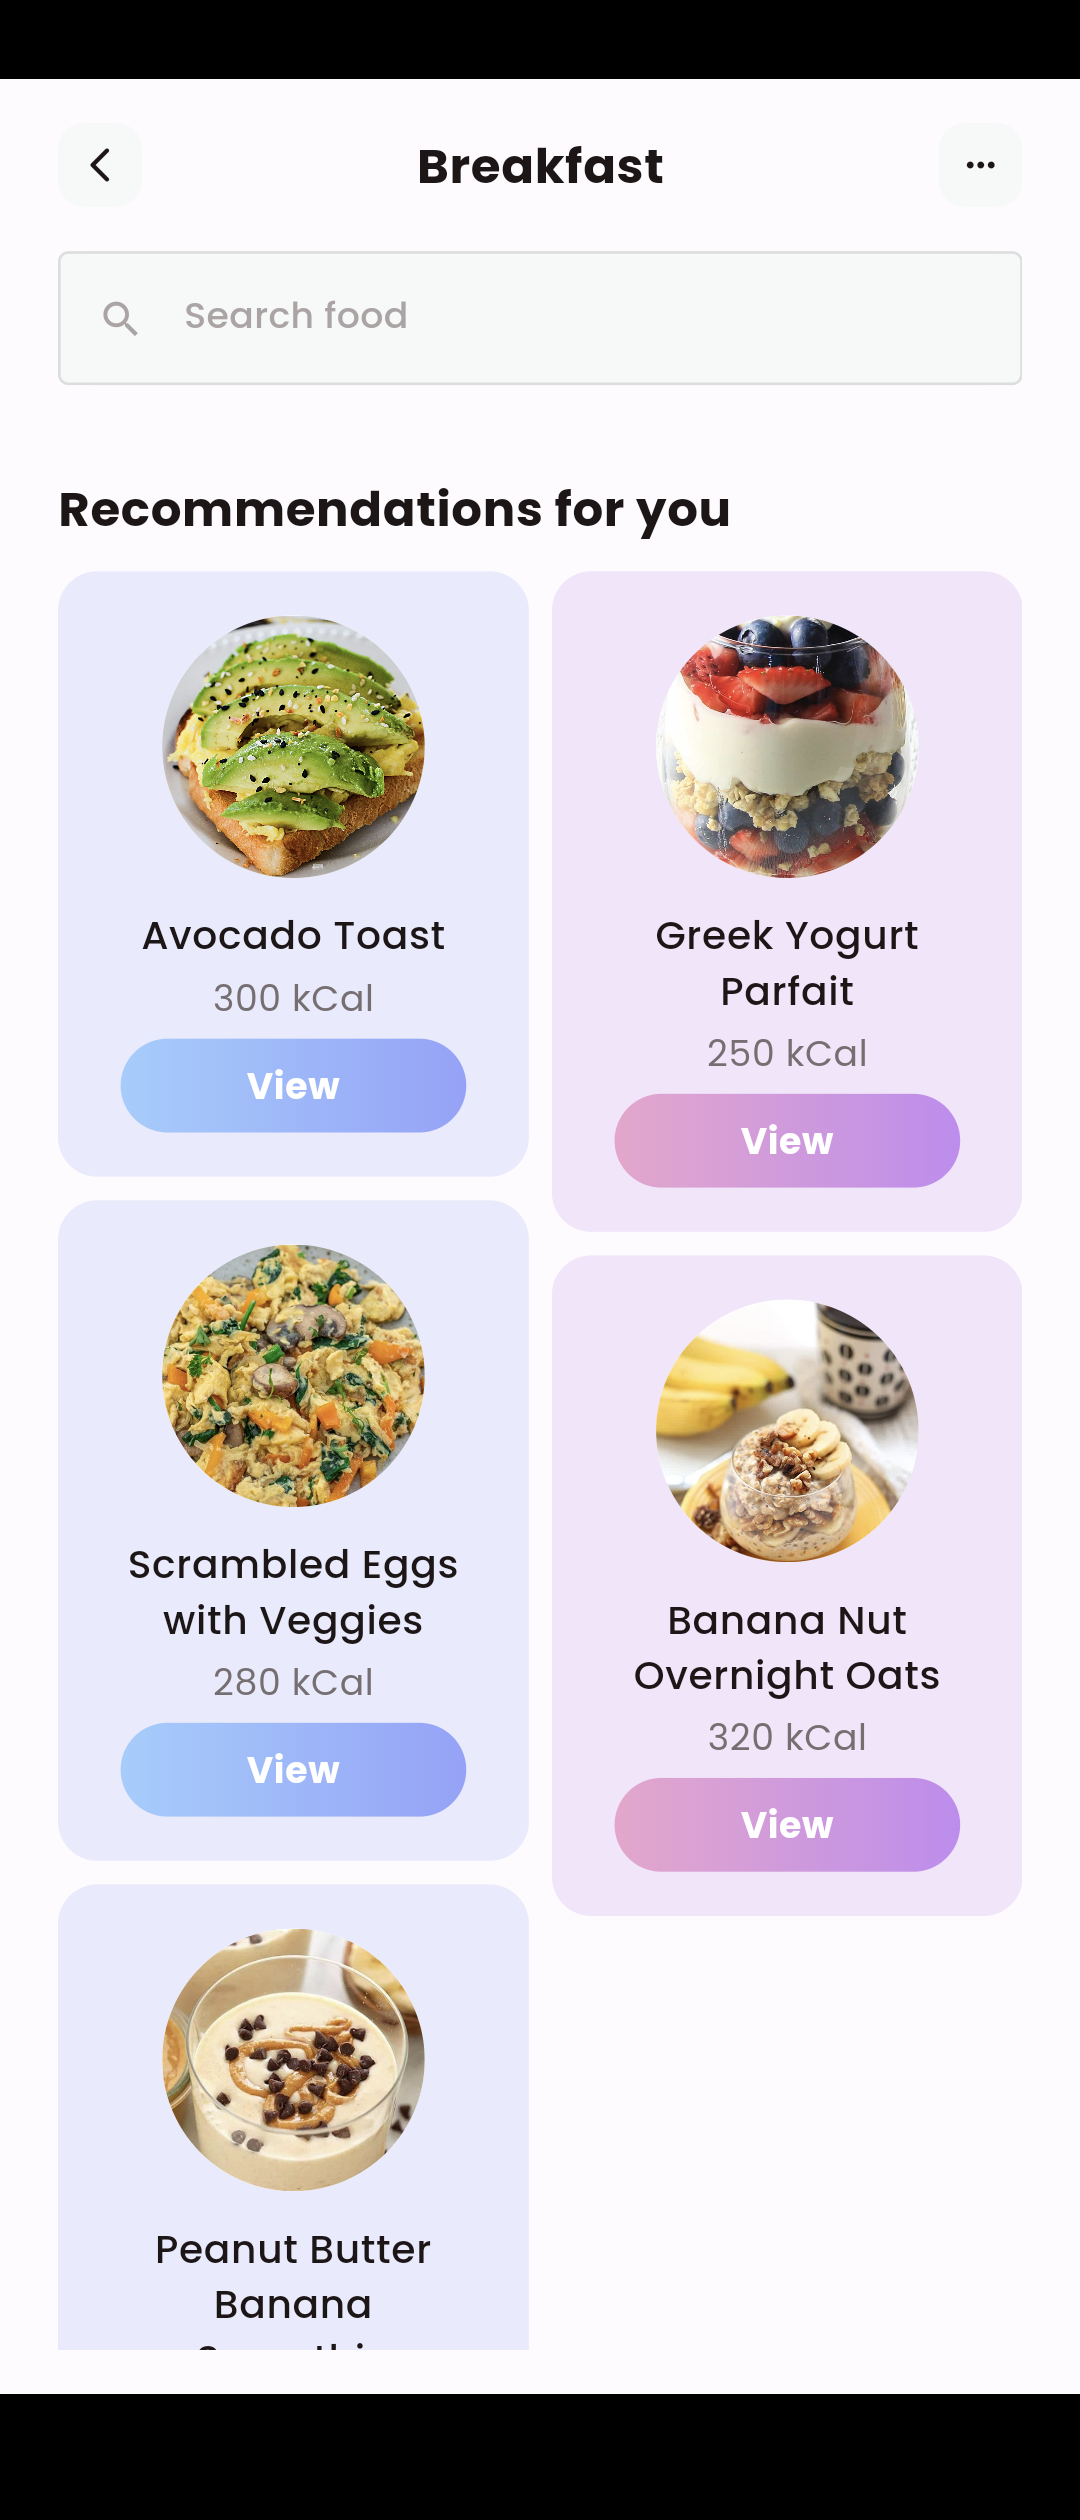 Breakfast
Search food
Recommendations for you
Avocado Toast
300 kCal
View
Greek Yogurt
Parfait
250 kCal
View
Scrambled Eggs
with Veggies
280 kCal
View
Banana Nut
Overnight Oats
320 kCal
View
Peanut Butter
Banana